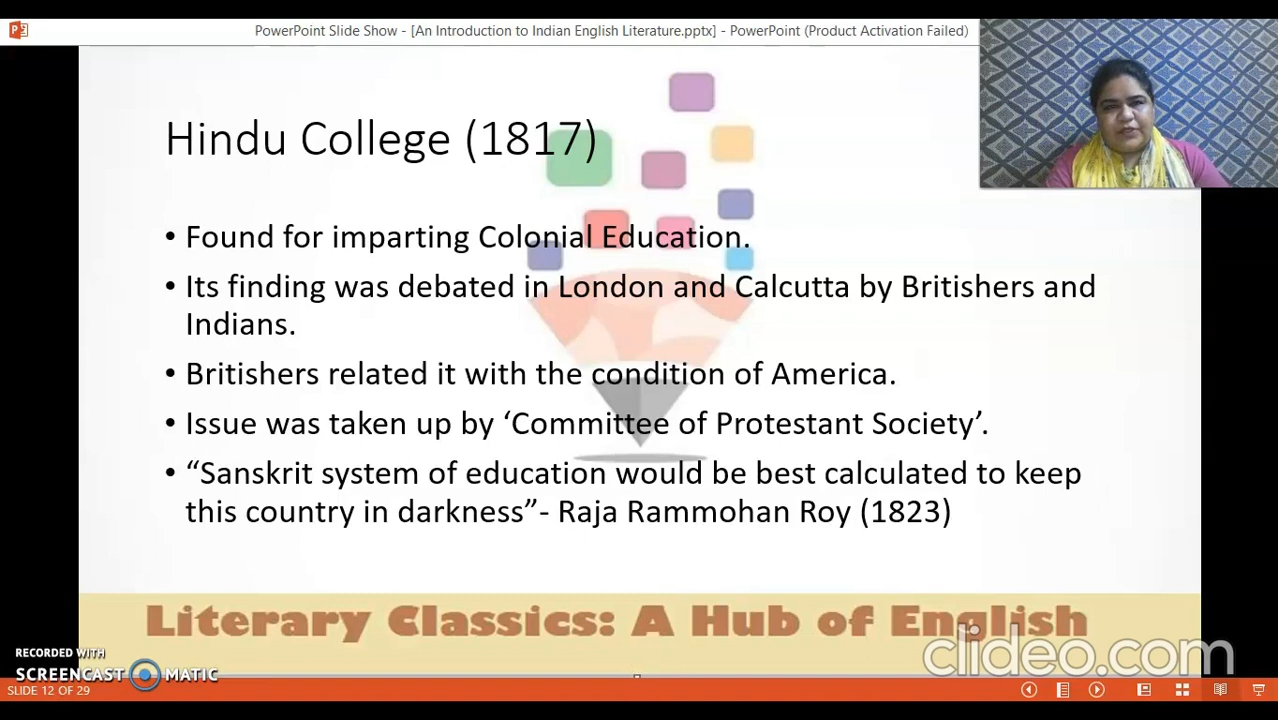 PowerPoint Slide Show - [An Introduction to Indian English Literature.pptx] - PowerPoint (Product Activation Failed)
Hindu College (1817)
• Found for imparting Colonial Education.
• Its finding was debated in London and Calcutta by Britishers and
Indians.
• Britishers related it with the condition of America.
• Issue was taken up by ‘Committee of Protestant Society’.
• “Sanskrit system of education would be best calculated to keep
this country in darkness”- Raja Rammohan Roy (1823)
Literary Classics: A Hub of English
clideo.com
RECORDED WITH
SCREENCAST MATIC
SLIDE 12 OF 29